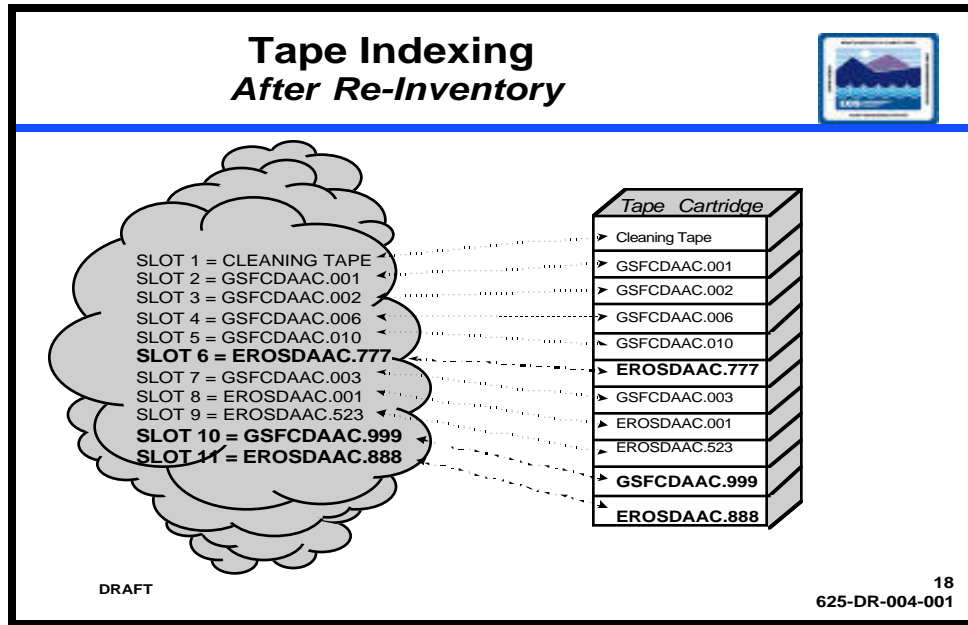 Tape Indexing
After Re-Inventory
SLOT 1 = CLEANING TAPE
SLOT 2 = GSFCDAAC.001
SLOT 3 = GSFCDAAC.002
SLOT 4 = GSFCDAAC.006
SLOT 5 = GSFCDAAC.010
SLOT 6 = EROSDAAC.777
SLOT 7 = GSFCDAAC.003
SLOT 8 = EROSDAAC.001
SLOT 9 = EROSDAAC.523
SLOT 10 = GSFCDAAC.999
SLOT 11 = EROSDAAC.888
Tape Cartridge
Cleaning Tape
GSFCDAAC.001
GSFCDAAC.002
GSFCDAAC.006
GSFCDAAC.010
EROSDAAC.777
GSFCDAAC.003
EROSDAAC.001
EROSDAAC.523
GSFCDAAC.999
EROSDAAC.888
DRAFT
18
625-DR-004-001